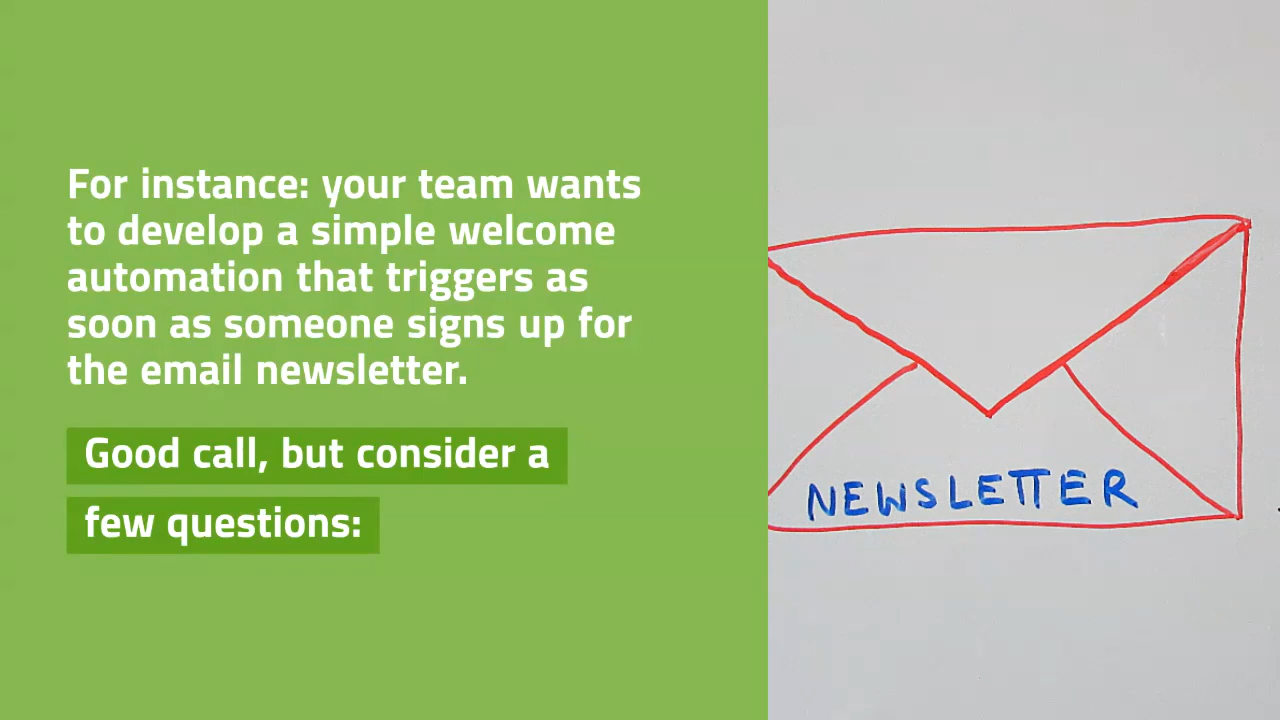 For instance: your team wants
to develop a simple welcome
automation that triggers as
soon as someone signs up for
the email newsletter.
Good call, but consider a
few questions:
NEWSLETTER